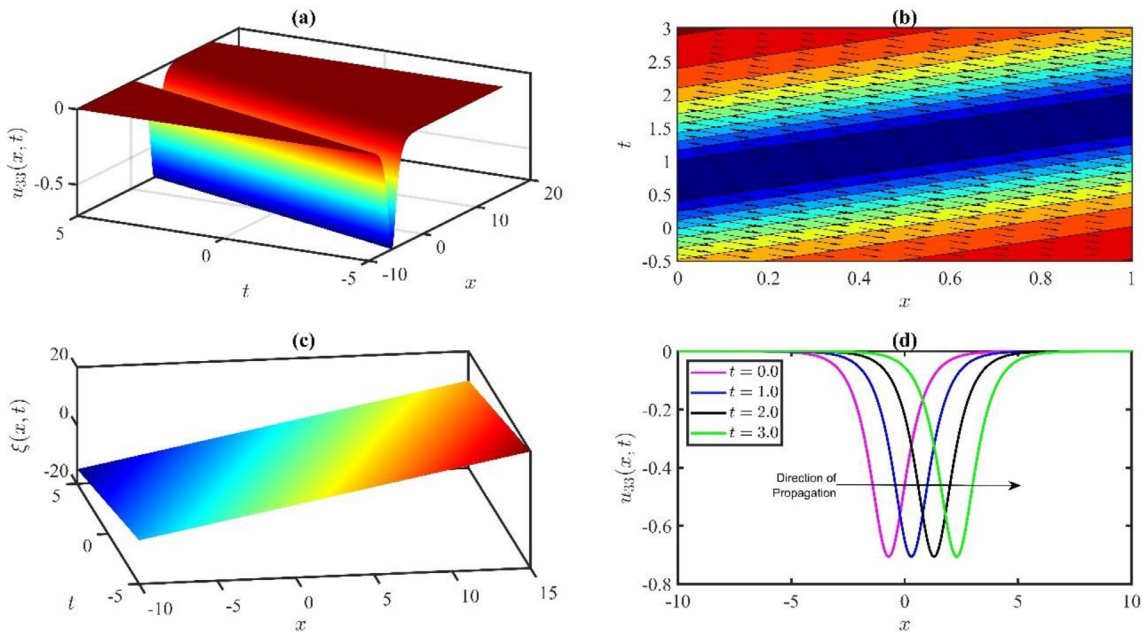 (a)
0
-0.5
u₃₃(x, t)
5
0
-5
t
-10
0
10
20
x
(b)
3
2.5
2
1.5
1
0.5
0
-0.5
t
0
0.2
0.4
0.6
0.8
1
x
(c)
20
0
-20
ξ(x, t)
5
0
-5
t
-10
-5
0
5
10
15
x
(d)
0
-0.2
-0.4
-0.6
-0.8
u₃₃(x, t)
t = 0.0
t = 1.0
t = 2.0
t = 3.0
Direction of
Propagation
-10
-5
0
5
10
x